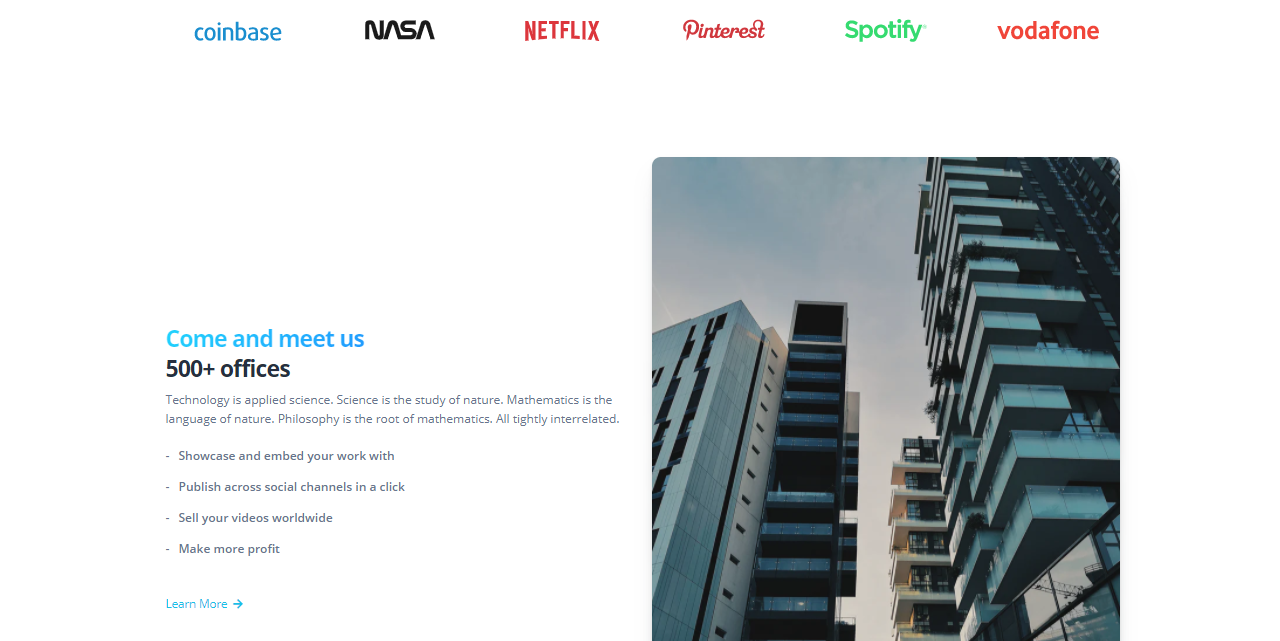 coinbase NASA NETFLIX Pinterest Spotify® vodafone
Come and meet us
500+ offices
Technology is applied science. Science is the study of nature. Mathematics is the
language of nature. Philosophy is the root of mathematics. All tightly interrelated.
- Showcase and embed your work with
- Publish across social channels in a click
- Sell your videos worldwide
- Make more profit
Learn More →